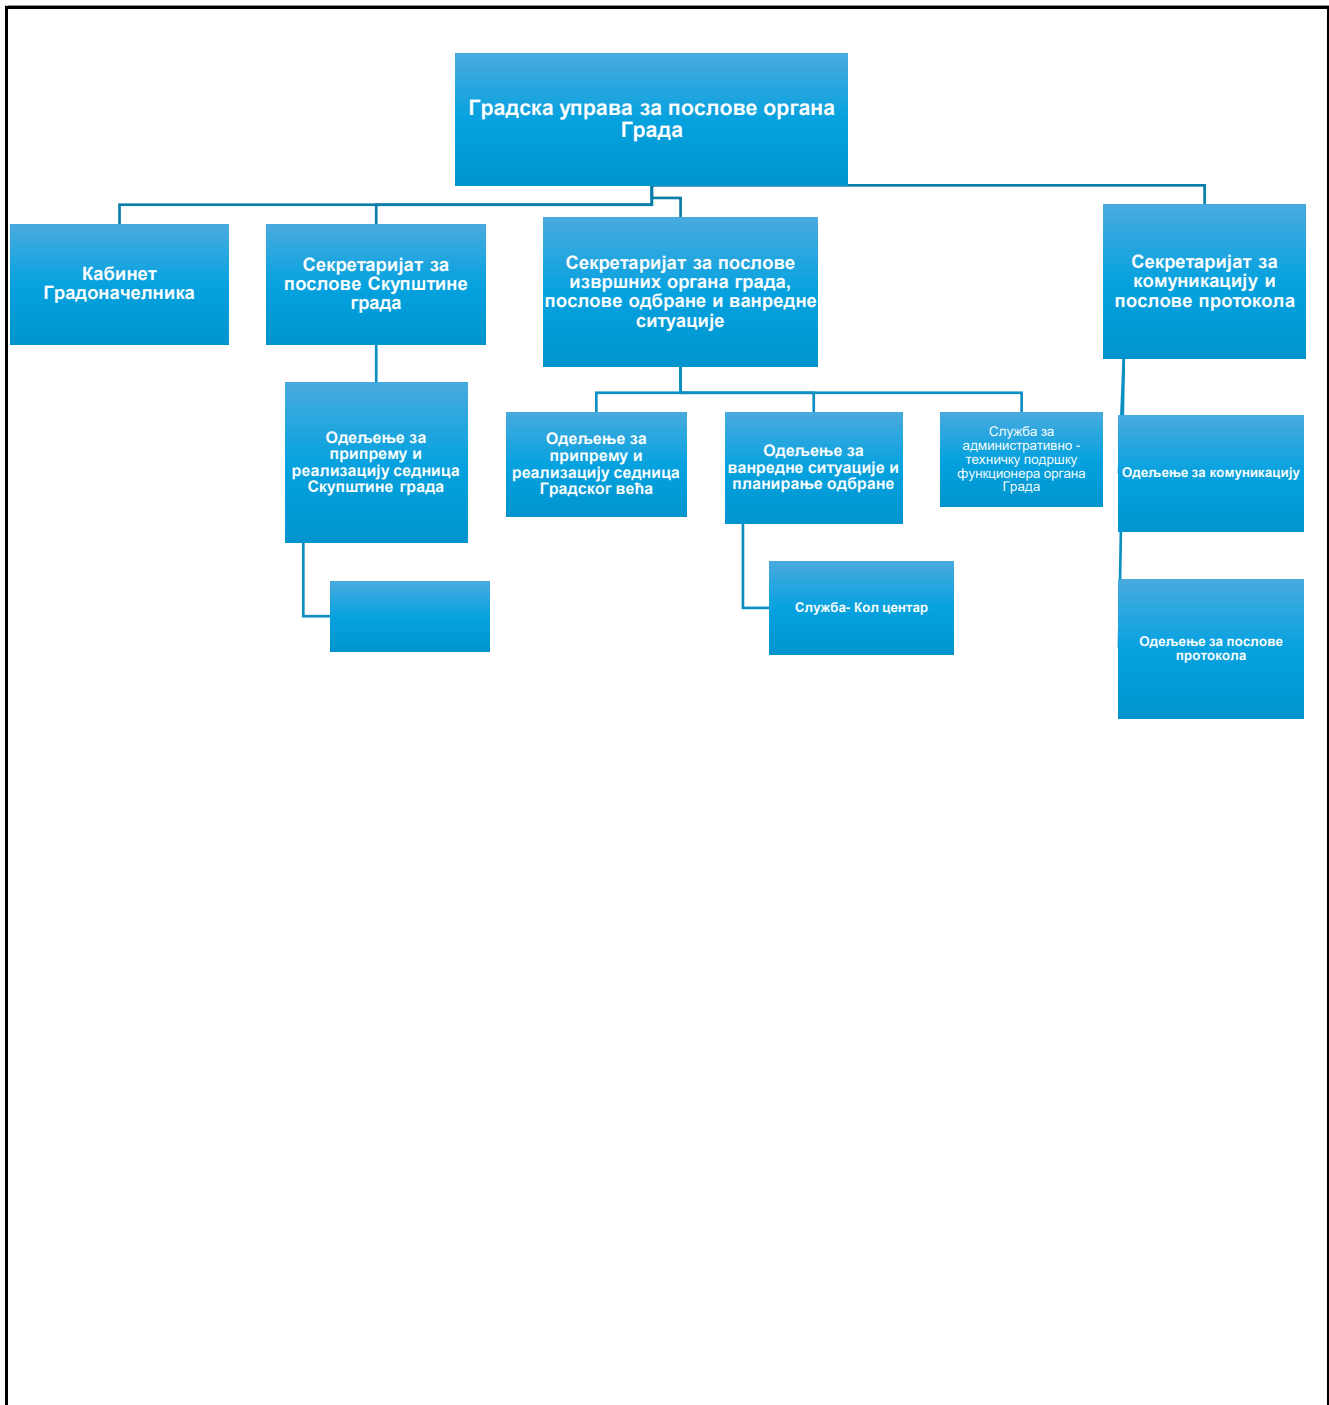 Градска управа за послове органа
Града
Кабинет
Градоначелника
Секретаријат за
послове Скупштине
града
Секретаријат за послове
извршних органа града,
послове одбране и ванредне
ситуације
Секретаријат за
комуникацију и
послове протокола
Одељење за
припрему и
реализацију седница
Скупштине града
Одељење за
припрему и
реализацију седница
Градског већа
Одељење за
ванредне ситуације и
планирање одбране
Служба за
административно -
техничку подршку
функционера органа
Града
Одељење за комуникацију
Служба- Кол центар
Одељење за послове
протокола